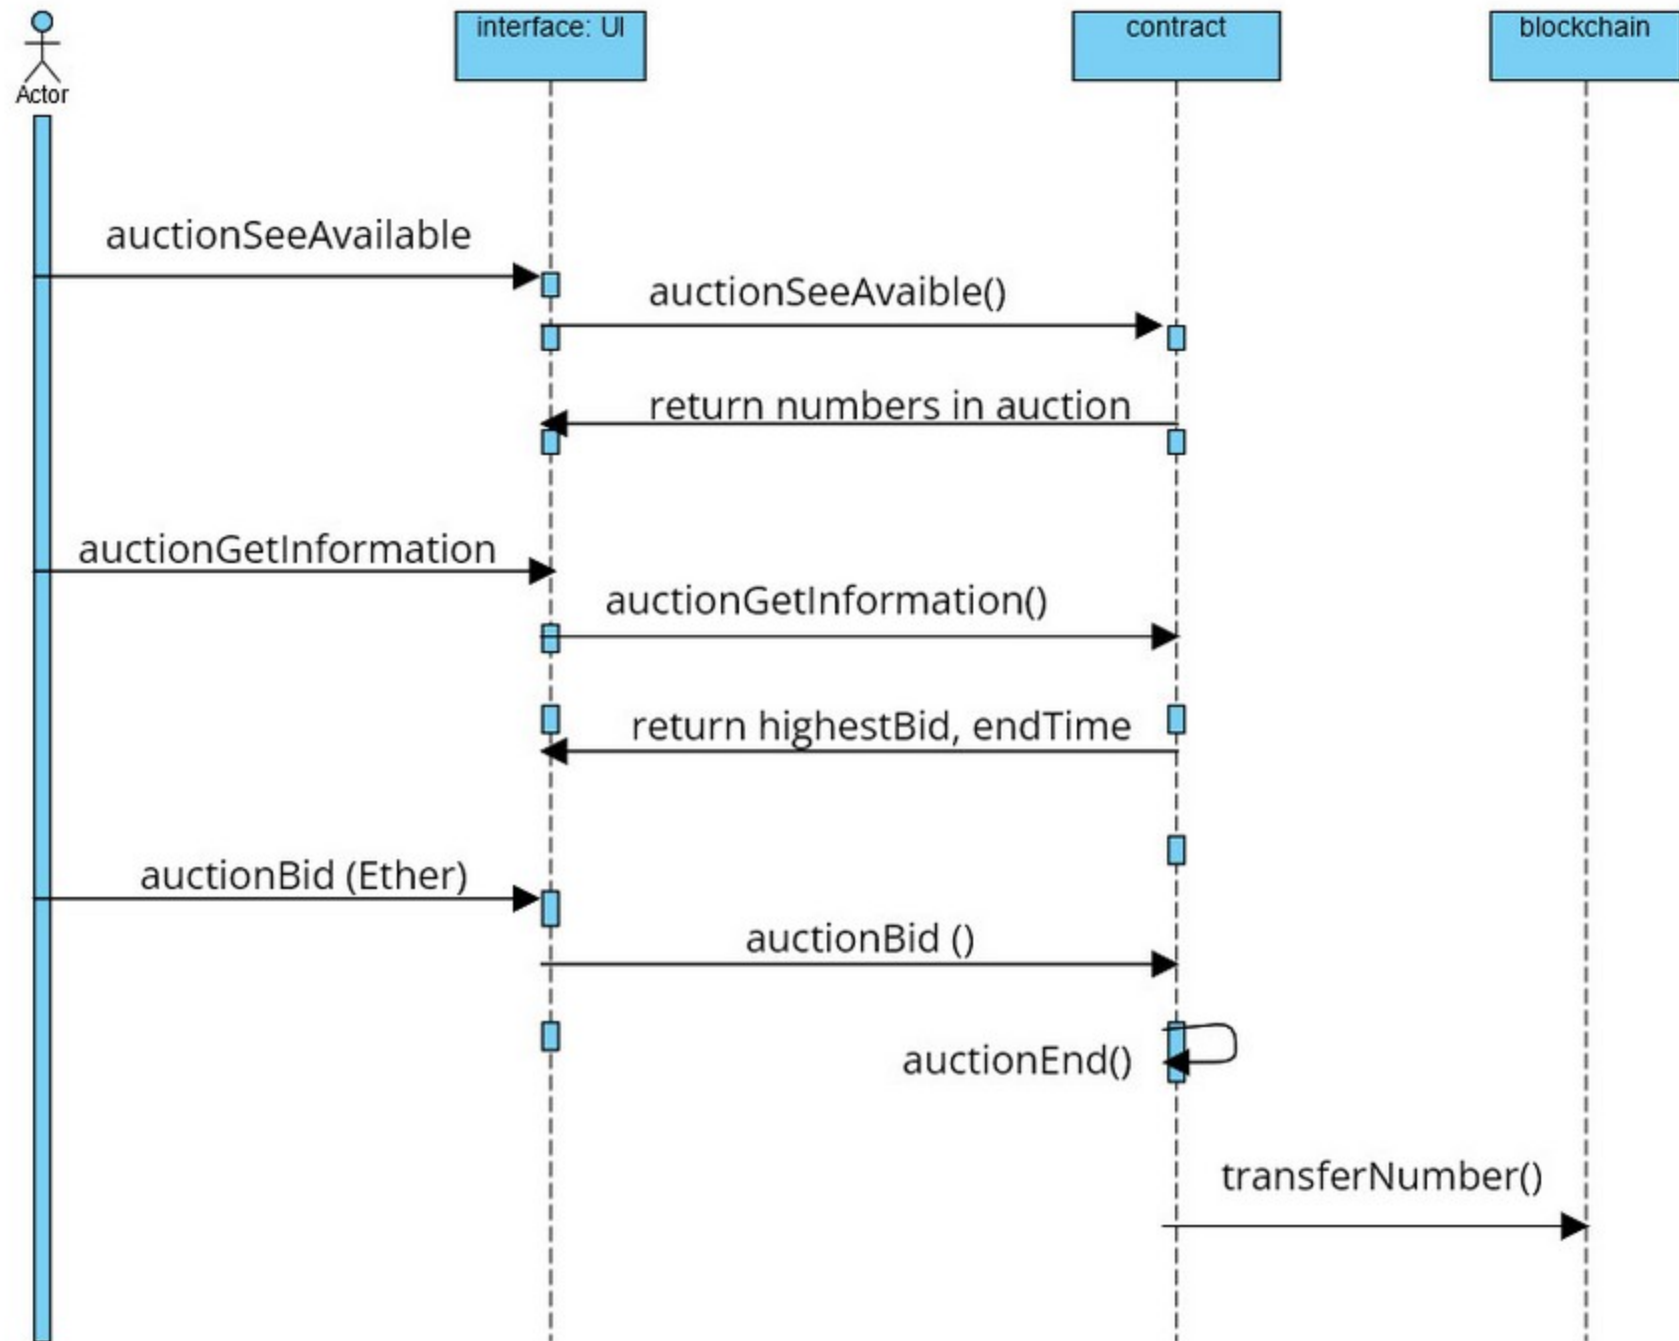 interface: UI
contract
blockchain
Actor
auctionSeeAvailable
auctionSeeAvaible()
return numbers in auction
auctionGetInformation
auctionGetInformation()
return highestBid, endTime
auctionBid (Ether)
auctionBid ()
auctionEnd()
transferNumber()